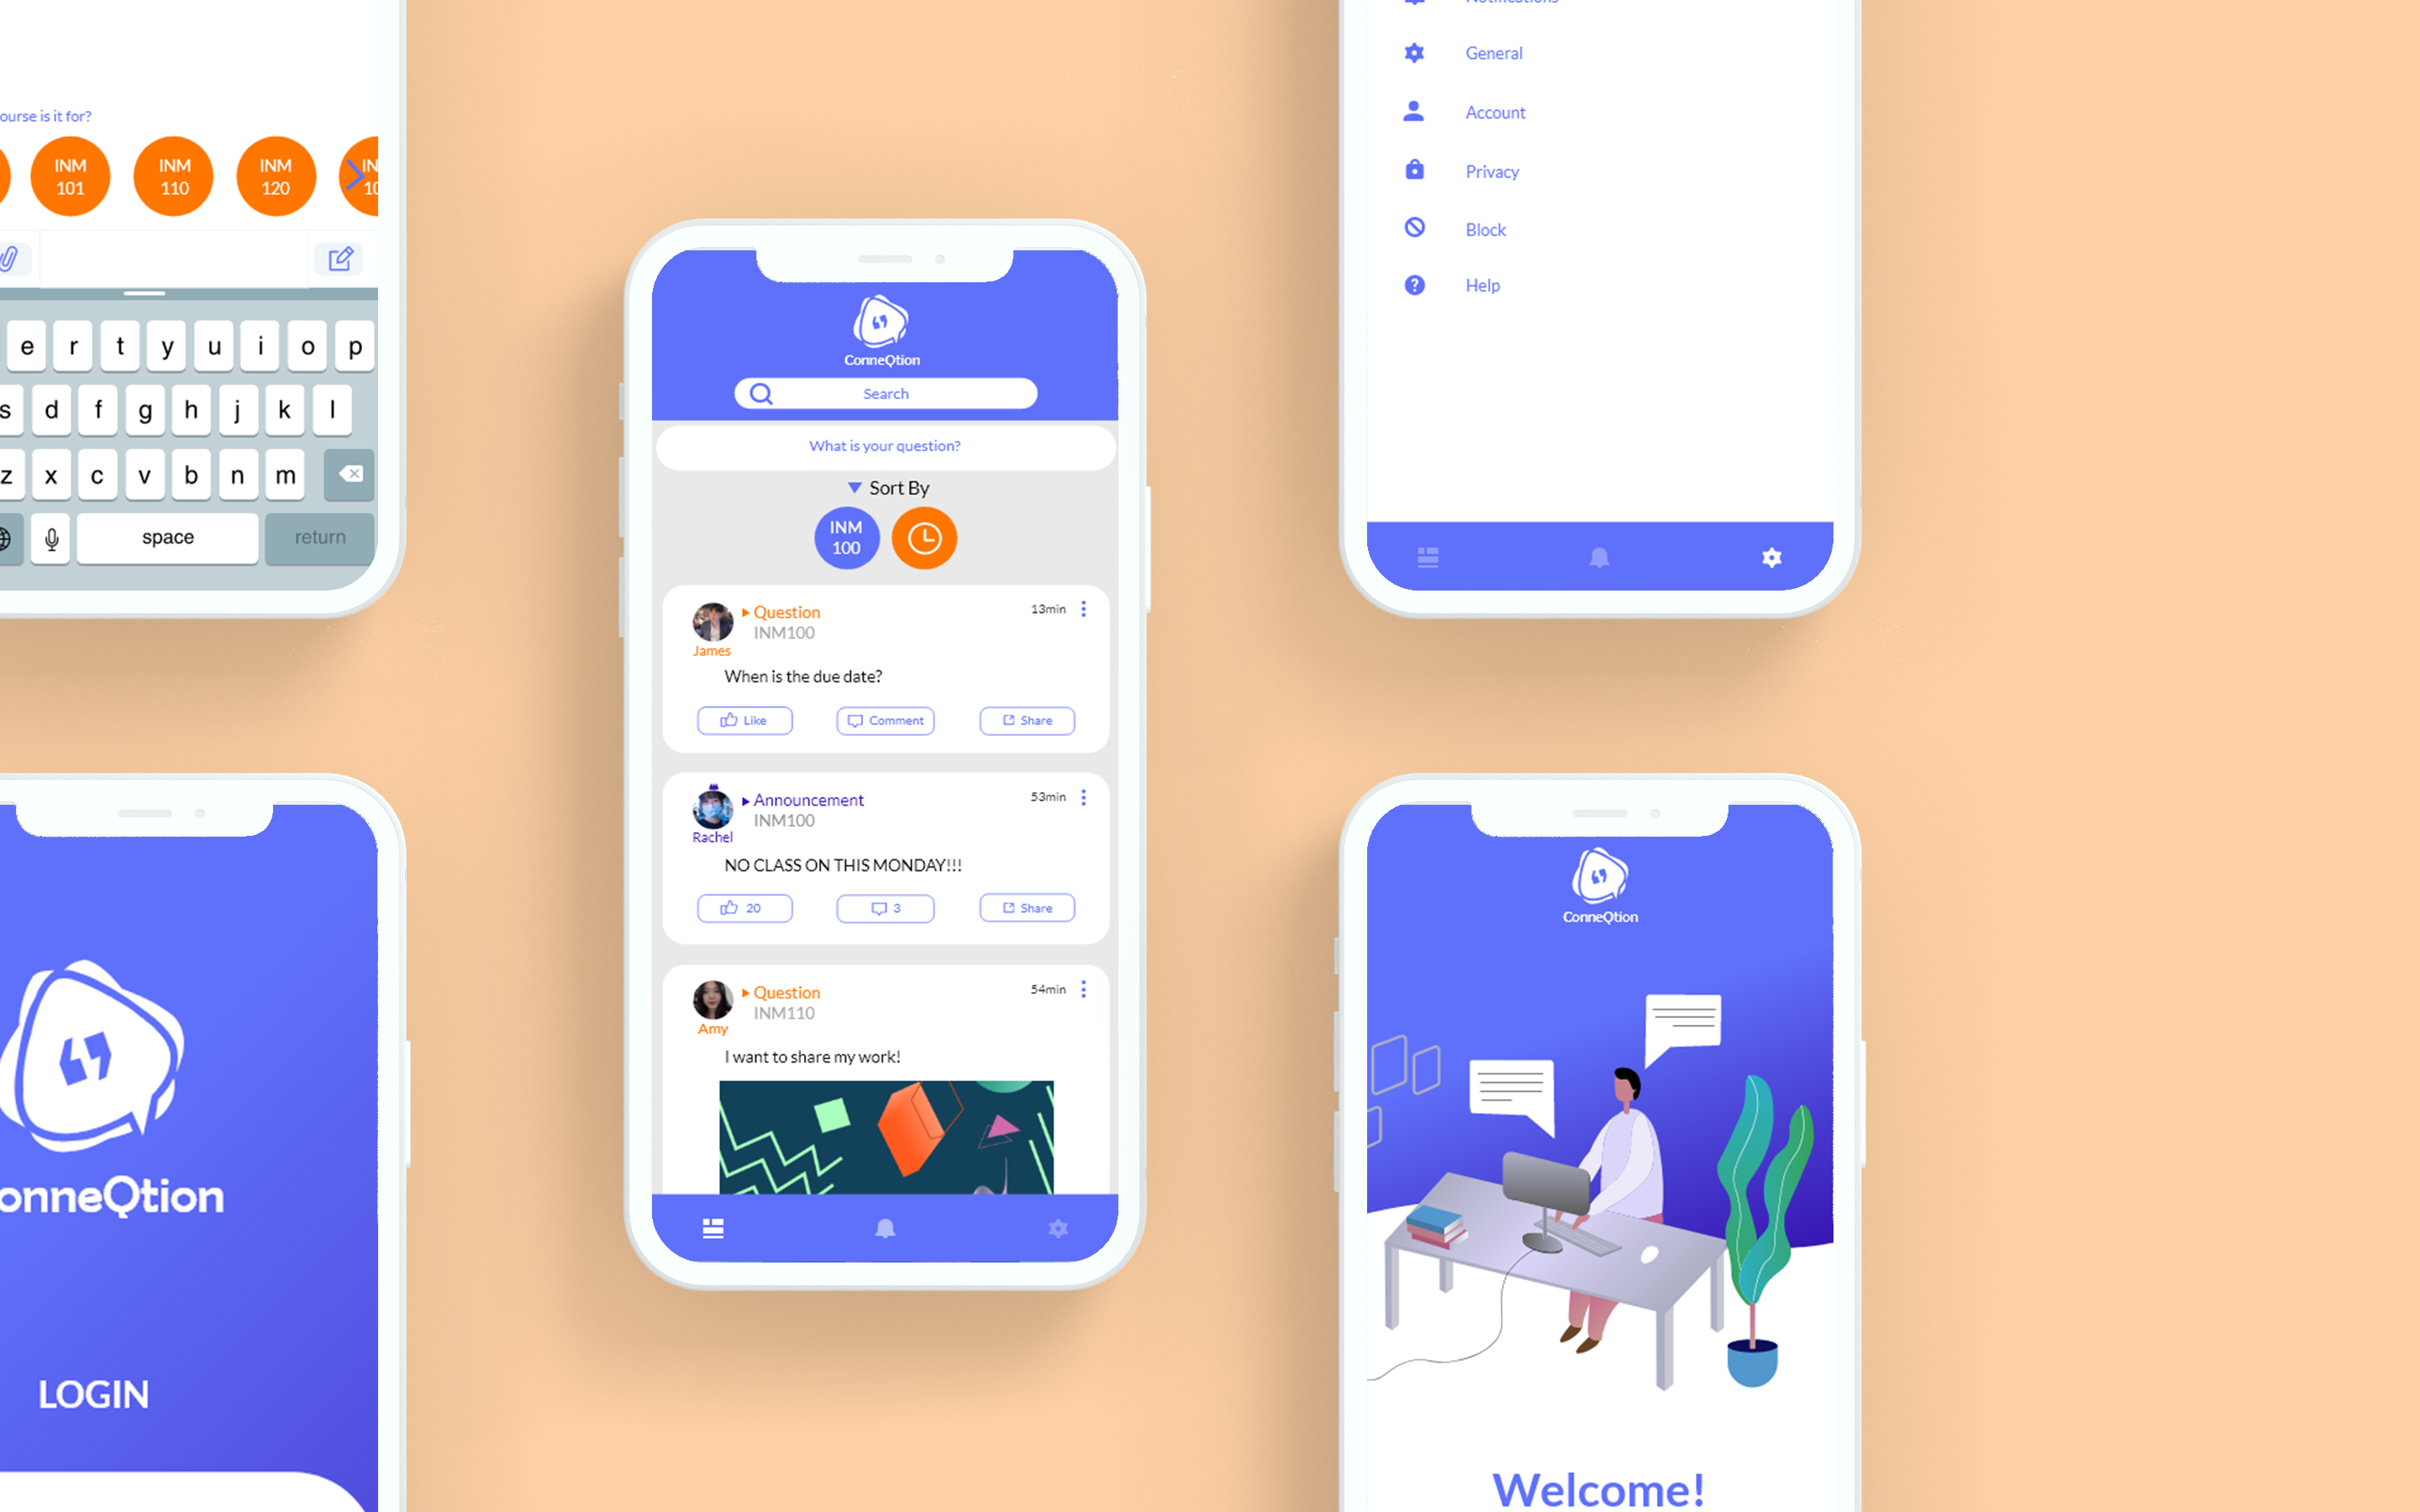 ourse is it for?
INM
101
INM
110
INM
120
e r t y u i o p
s d f g h j k l
z x c v b n m
space
return
onneQtion
LOGIN
ConneQtion
Search
What is your question?
Sort By
INM
100
Question
13min
INM100
James
When is the due date?
Like
Comment
Share
Announcement
53min
INM100
Rachel
NO CLASS ON THIS MONDAY!!!
20
3
Share
Question
54min
INM110
Amy
I want to share my work!
Notifications
General
Account
Privacy
Block
Help
ConneQtion
Welcome!